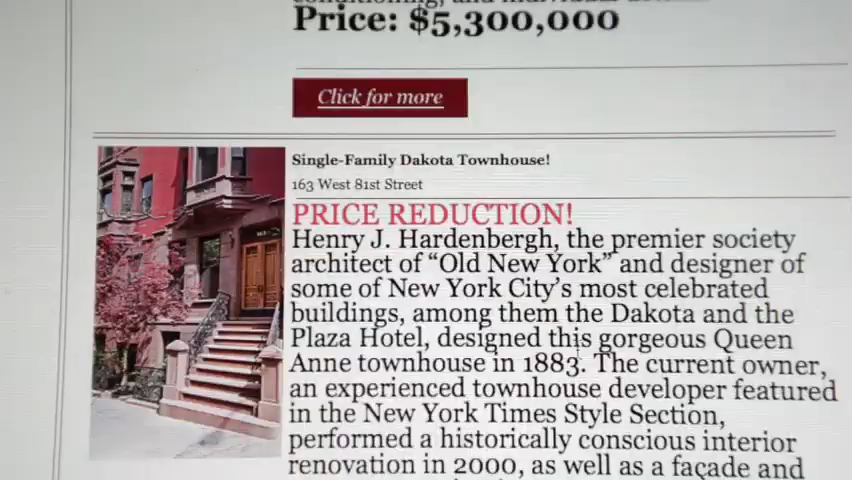 Price: $5,300,000
Click for more
Single-Family Dakota Townhouse!
163 West 81st Street
PRICE REDUCTION!
Henry J. Hardenbergh, the premier society
architect of “Old New York” and designer of
some of New York City’s most celebrated
buildings, among them the Dakota and the
Plaza Hotel, designed this gorgeous Queen
Anne townhouse in 1883. The current owner,
an experienced townhouse developer featured
in the New York Times Style Section,
performed a historically conscious interior
renovation in 2000, as well as a façade and